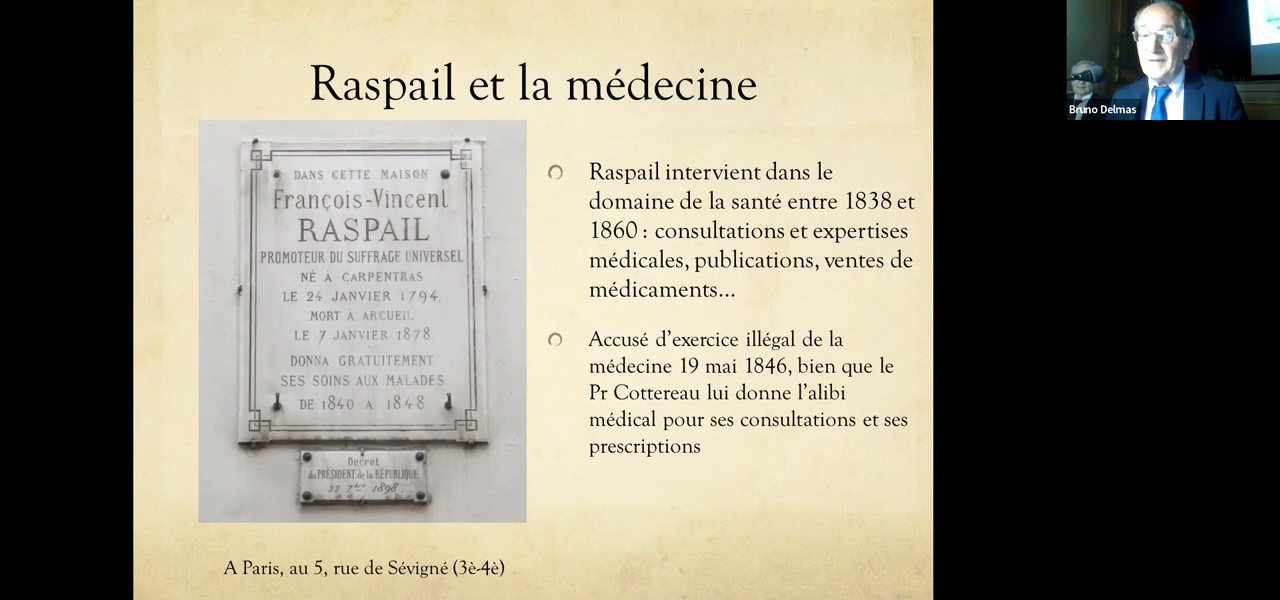 Raspail et la médecine
DANS CETTE MAISON
François-Vincent
RASPAIL
PROMOTEUR DU SUFFRAGE UNIVERSEL
NÉ À CARPENTRAS
LE 24 JANVIER 1794,
MORT À ARCUEIL
LE 7 JANVIER 1878
DONNA GRATUITEMENT
SES SOINS AUX MALADES
DE 1840 A 1848
Decret
du PRÉSIDENT de la RÉPUBLIQUE
22 7bre 1898
A Paris, au 5, rue de Sévigné (3è-4è)
Raspail intervient dans le
domaine de la santé entre 1838 et
1860 : consultations et expertises
médicales, publications, ventes de
médicaments...
Accusé d'exercice illégal de la
médecine 19 mai 1846, bien que le
Pr Cottereau lui donne l'alibi
médical pour ses consultations et ses
prescriptions
Bruno Delmas